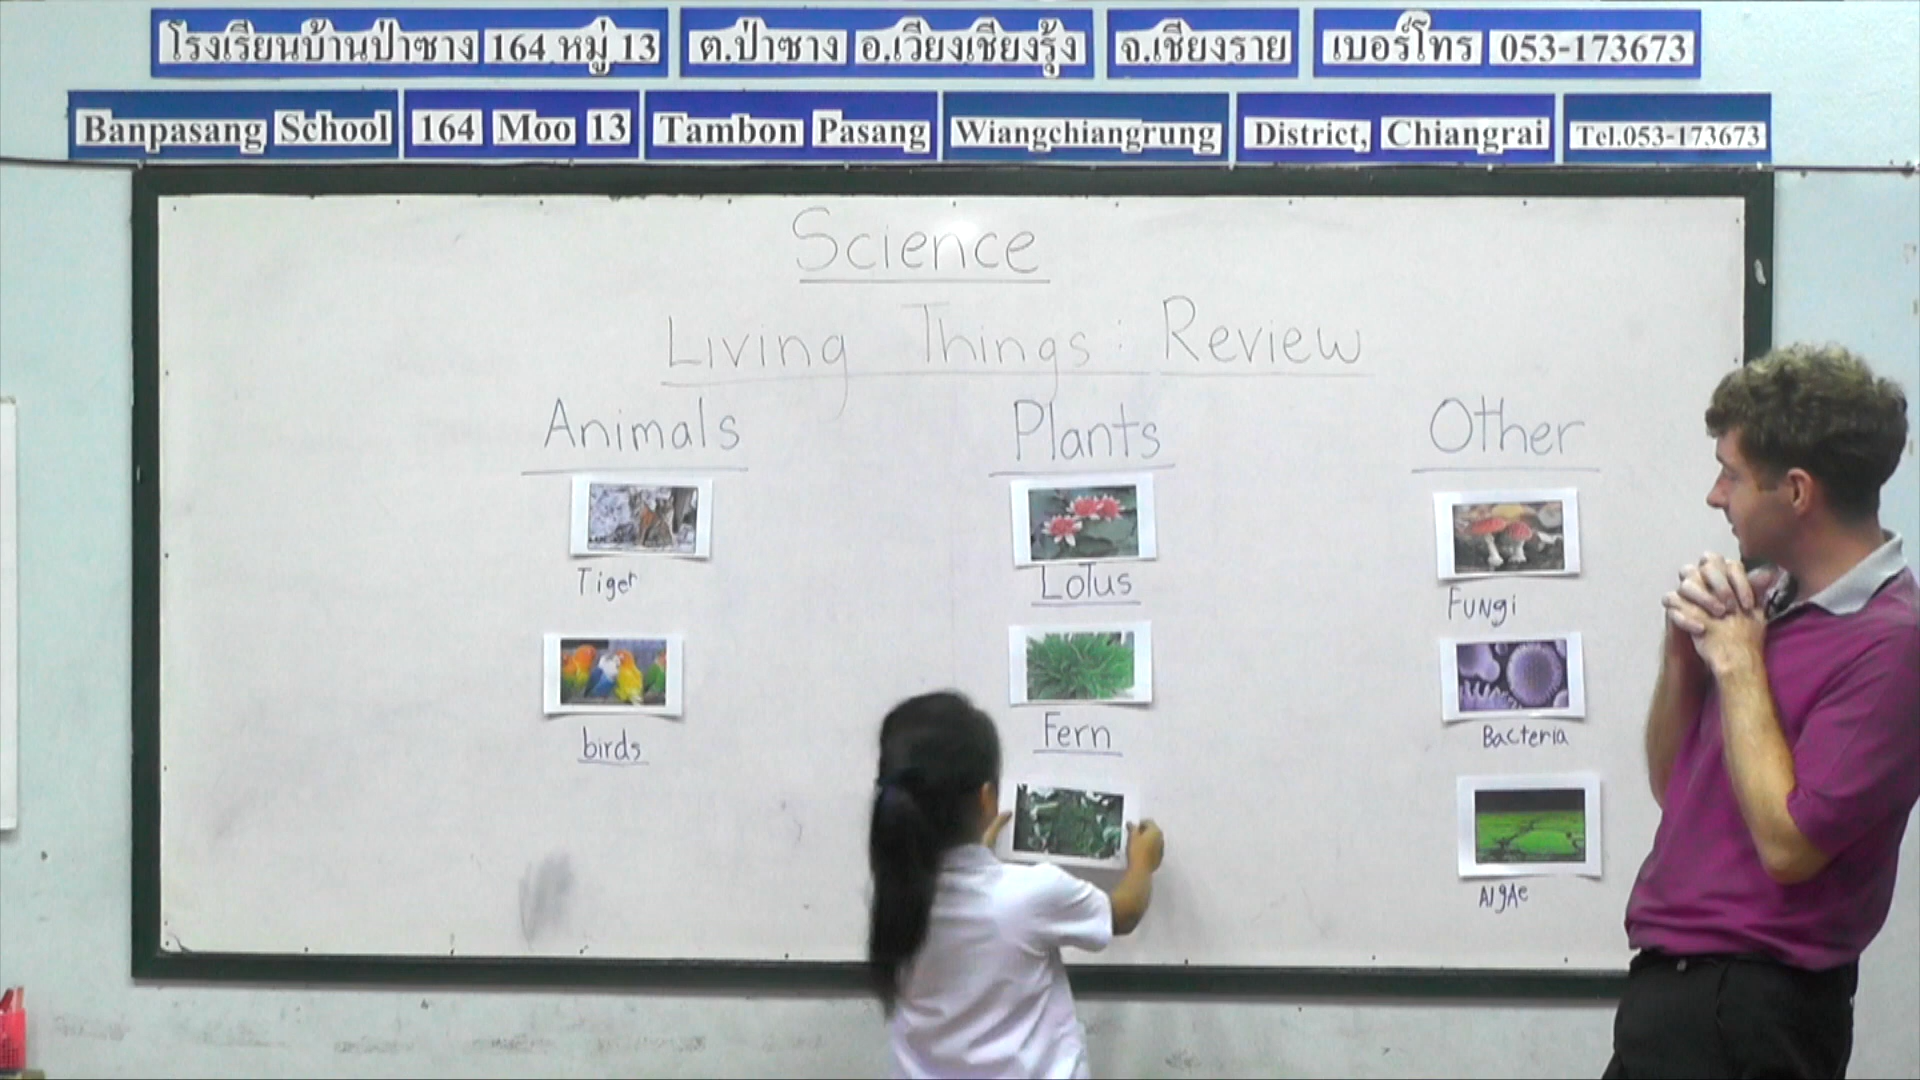 โรงเรียนบ้านป่าซาง 164 หมู่ 13 ต.ป่าซาง อ.เวียงเชียงรุ้ง จ.เชียงราย เบอร์โทร 053-173673
Banpasang School 164 Moo 13 Tambon Pasang Wiangchiangrung District, Chiangrai Tel.053-173673
Science
Living Things: Review
Animals
Tiger
birds
Plants
Lotus
Fern
Other
Fungi
Bacteria
AlgAe